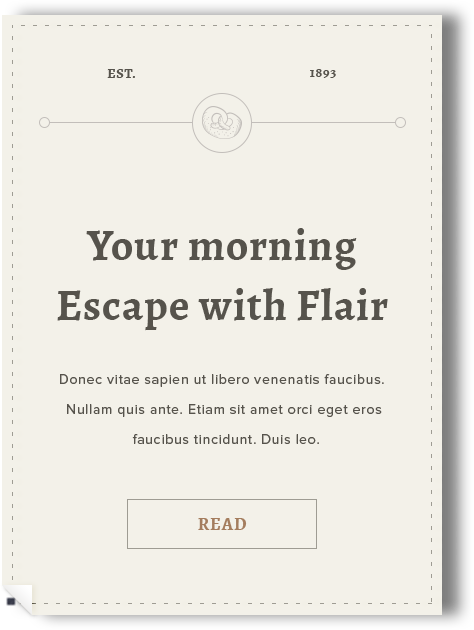 EST. 1893
Your morning
Escape with Flair
Donec vitae sapien ut libero venenatis faucibus.
Nullam quis ante. Etiam sit amet orci eget eros
faucibus tincidunt. Duis leo.
READ